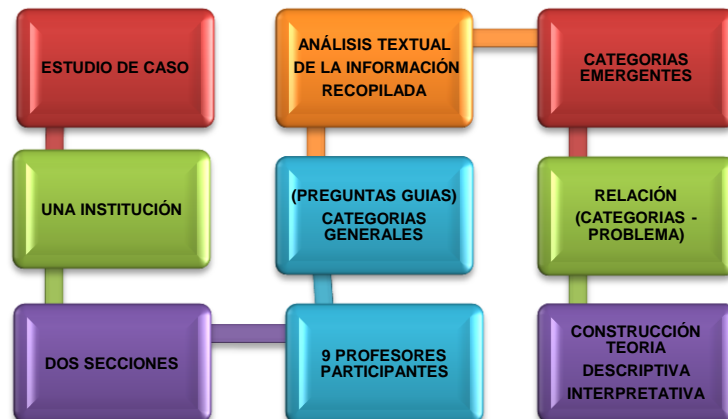 ESTUDIO DE CASO
UNA INSTITUCIÓN
DOS SECCIONES
9 PROFESORES
PARTICIPANTES
(PREGUNTAS GUIAS)
CATEGORIAS
GENERALES
ANÁLISIS TEXTUAL
DE LA INFORMACIÓN
RECOPILADA
CATEGORIAS
EMERGENTES
RELACIÓN
(CATEGORIAS -
PROBLEMA)
CONSTRUCCIÓN
TEORIA
DESCRIPTIVA
INTERPRETATIVA